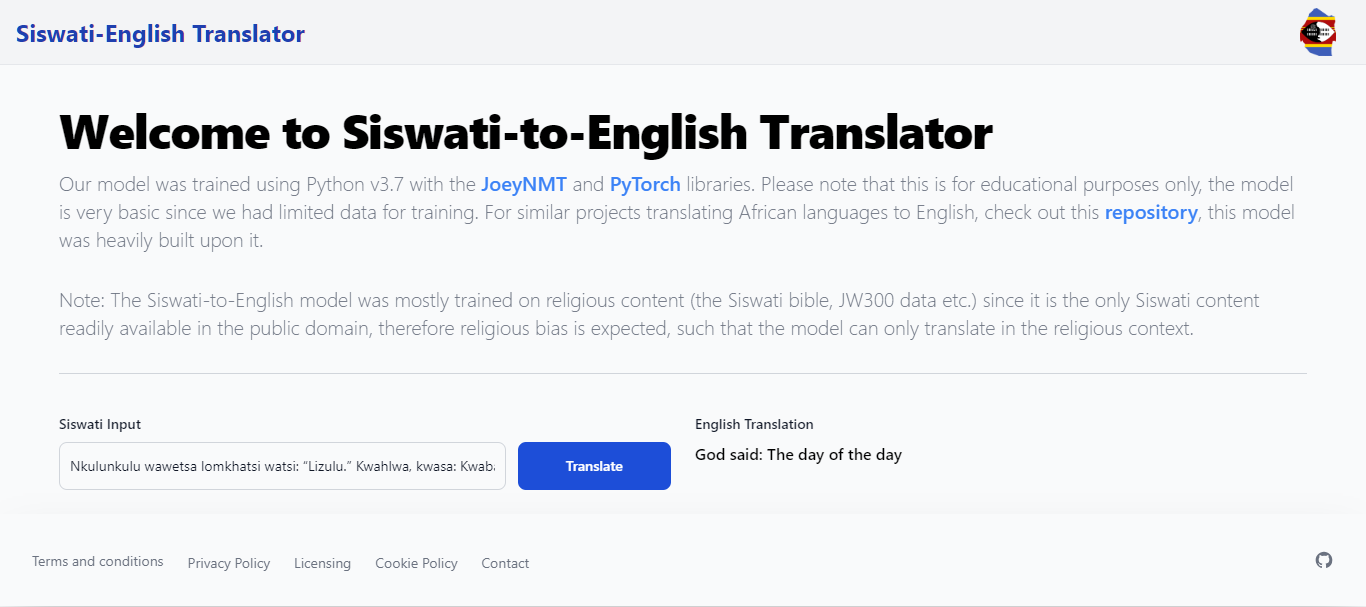 Siswati-English Translator
Welcome to Siswati-to-English Translator
Our model was trained using Python v3.7 with the JoeyNMT and PyTorch libraries. Please note that this is for educational purposes only, the model
is very basic since we had limited data for training. For similar projects translating African languages to English, check out this repository, this model
was heavily built upon it.
Note: The Siswati-to-English model was mostly trained on religious content (the Siswati bible, JW300 data etc.) since it is the only Siswati content
readily available in the public domain, therefore religious bias is expected, such that the model can only translate in the religious context.
Siswati Input
Nkulunkulu wawetsa lomkhatsi watsi: “Lizulu.” Kwahlwa, kwasa:
Translate
English Translation
God said: The day of the day
Terms and conditions
Privacy Policy
Licensing
Cookie Policy
Contact